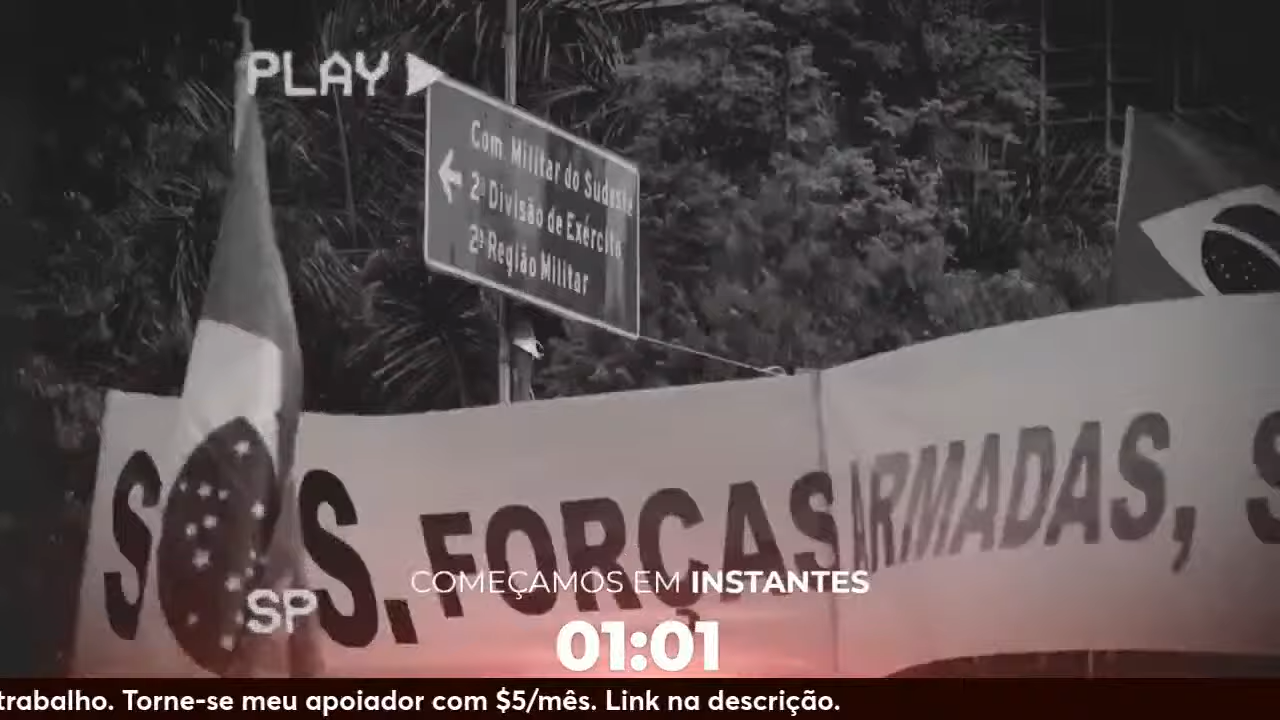 PLAY
Com Militar do Sudeste
2ª Divisão de Exército
2ª Região Militar
SOS. FORÇAS ARMADAS, S
COMEÇAMOS EM INSTANTES
SP
01:01
trabalho. Torne-se meu apoiador com $5/mês. Link na descrição.